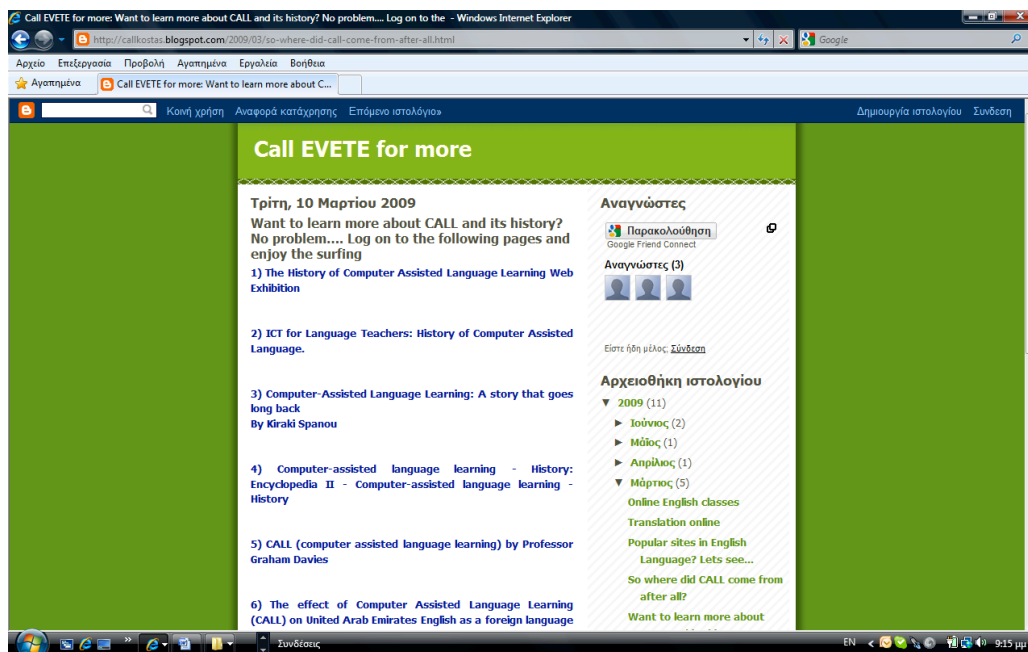 Call EVETE for more: Want to learn more about CALL and its history? No problem.... Log on to the - Windows Internet Explorer
http://callkostas.blogspot.com/2009/03/so-where-did-call-come-from-after-all.html
Google
Αρχείο Επεξεργασία Προβολή Αγαπημένα Εργαλεία Βοήθεια
Αγαπημένα
Call EVETE for more: Want to learn more about C...
Κοινή χρήση Αναφορά κατάχρησης Επόμενο ιστολόγιο»
Δημιουργία ιστολογίου Συνδεση
Call EVETE for more
Τρίτη, 10 Μαρτίου 2009
Want to learn more about CALL and its history?
No problem.... Log on to the following pages and
enjoy the surfing
1) The History of Computer Assisted Language Learning Web
Exhibition
2) ICT for Language Teachers: History of Computer Assisted
Language.
3) Computer-Assisted Language Learning: A story that goes
long back
By Kiraki Spanou
4) Computer-assisted language learning - History:
Encyclopedia II - Computer-assisted language learning -
History
5) CALL (computer assisted language learning) by Professor
Graham Davies
6) The effect of Computer Assisted Language Learning
(CALL) on United Arab Emirates English as a foreign language
Αναγνώστες
Παρακολούθηση
Google Friend Connect
Αναγνώστες (3)
Είστε ήδη μέλος; Σύνδεση
Αρχειοθήκη ιστολογίου
▼ 2009 (11)
► Ιούνιος (2)
► Μάϊος (1)
► Απρίλιος (1)
▼ Μάρτιος (5)
Online English classes
Translation online
Popular sites in English
Language? Lets see...
So where did CALL come from
after all?
Want to learn more about
Συνδέσεις
EN
9:15 μμ